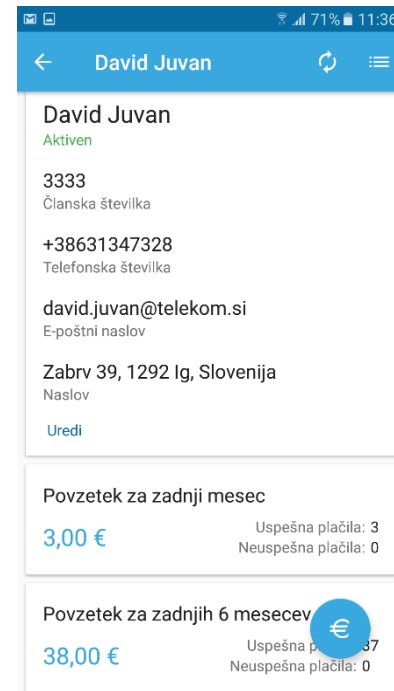 71% 11:36
David Juvan
David Juvan
Aktiven
3333
Članska številka
+38631347328
Telefonska številka
david.juvan@telekom.si
E-poštni naslov
Zabrv 39, 1292 Ig, Slovenija
Naslov
Uredi
Povzetek za zadnji mesec
3,00 €
Uspešna plačila: 3
Neuspešna plačila: 0
Povzetek za zadnjih 6 mesecev
€
38,00 €
Uspešna
Neuspešna plačila: 0